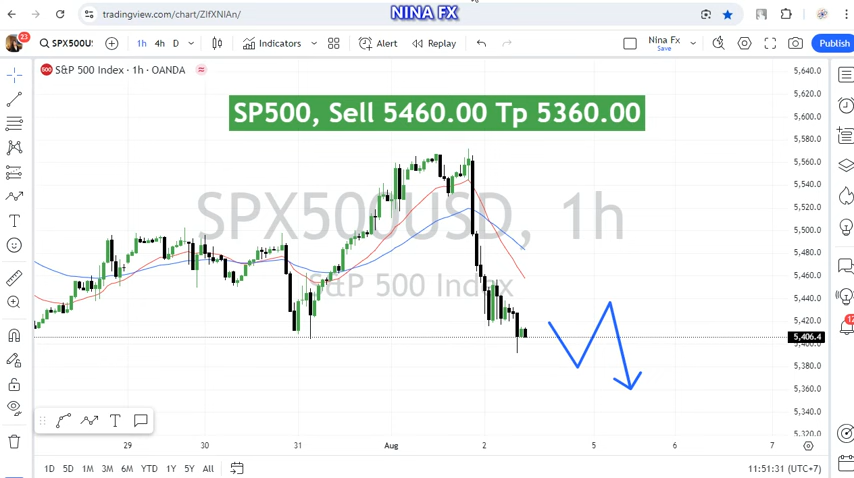 NINA FX
tradingview.com/chart/ZIfXNIAn/
23
SPX500U
1h 4h D
Indicators
Alert
Replay
Nina Fx
Save
Publish
S&P 500 Index · 1h · OANDA
SP500, Sell 5460.00 Tp 5360.00
SPX500USD, 1h
S&P 500 Index
5,640.0
5,620.0
5,600.0
5,580.0
5,560.0
5,540.0
5,520.0
5,500.0
5,480.0
5,460.0
5,440.0
5,420.0
5,406.4
5,400.0
5,380.0
5,360.0
5,340.0
5,320.0
29 30 31 Aug 2 5 6 7
1D 5D 1M 3M 6M YTD 1Y 5Y All
11:51:31 (UTC+7)